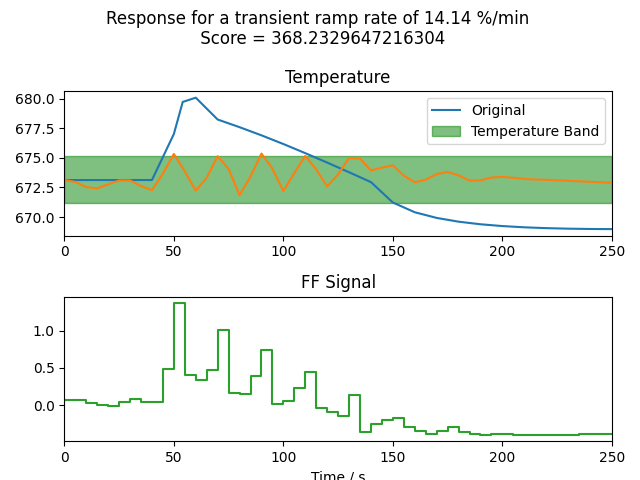 Response for a transient ramp rate of 14.14 %/min
Score = 368.2329647216304
Temperature
680.0
677.5
675.0
672.5
670.0
Original
Temperature Band
0 50 100 150 200 250
FF Signal
1.0
0.5
0.0
0 50 100 150 200 250
Time / s